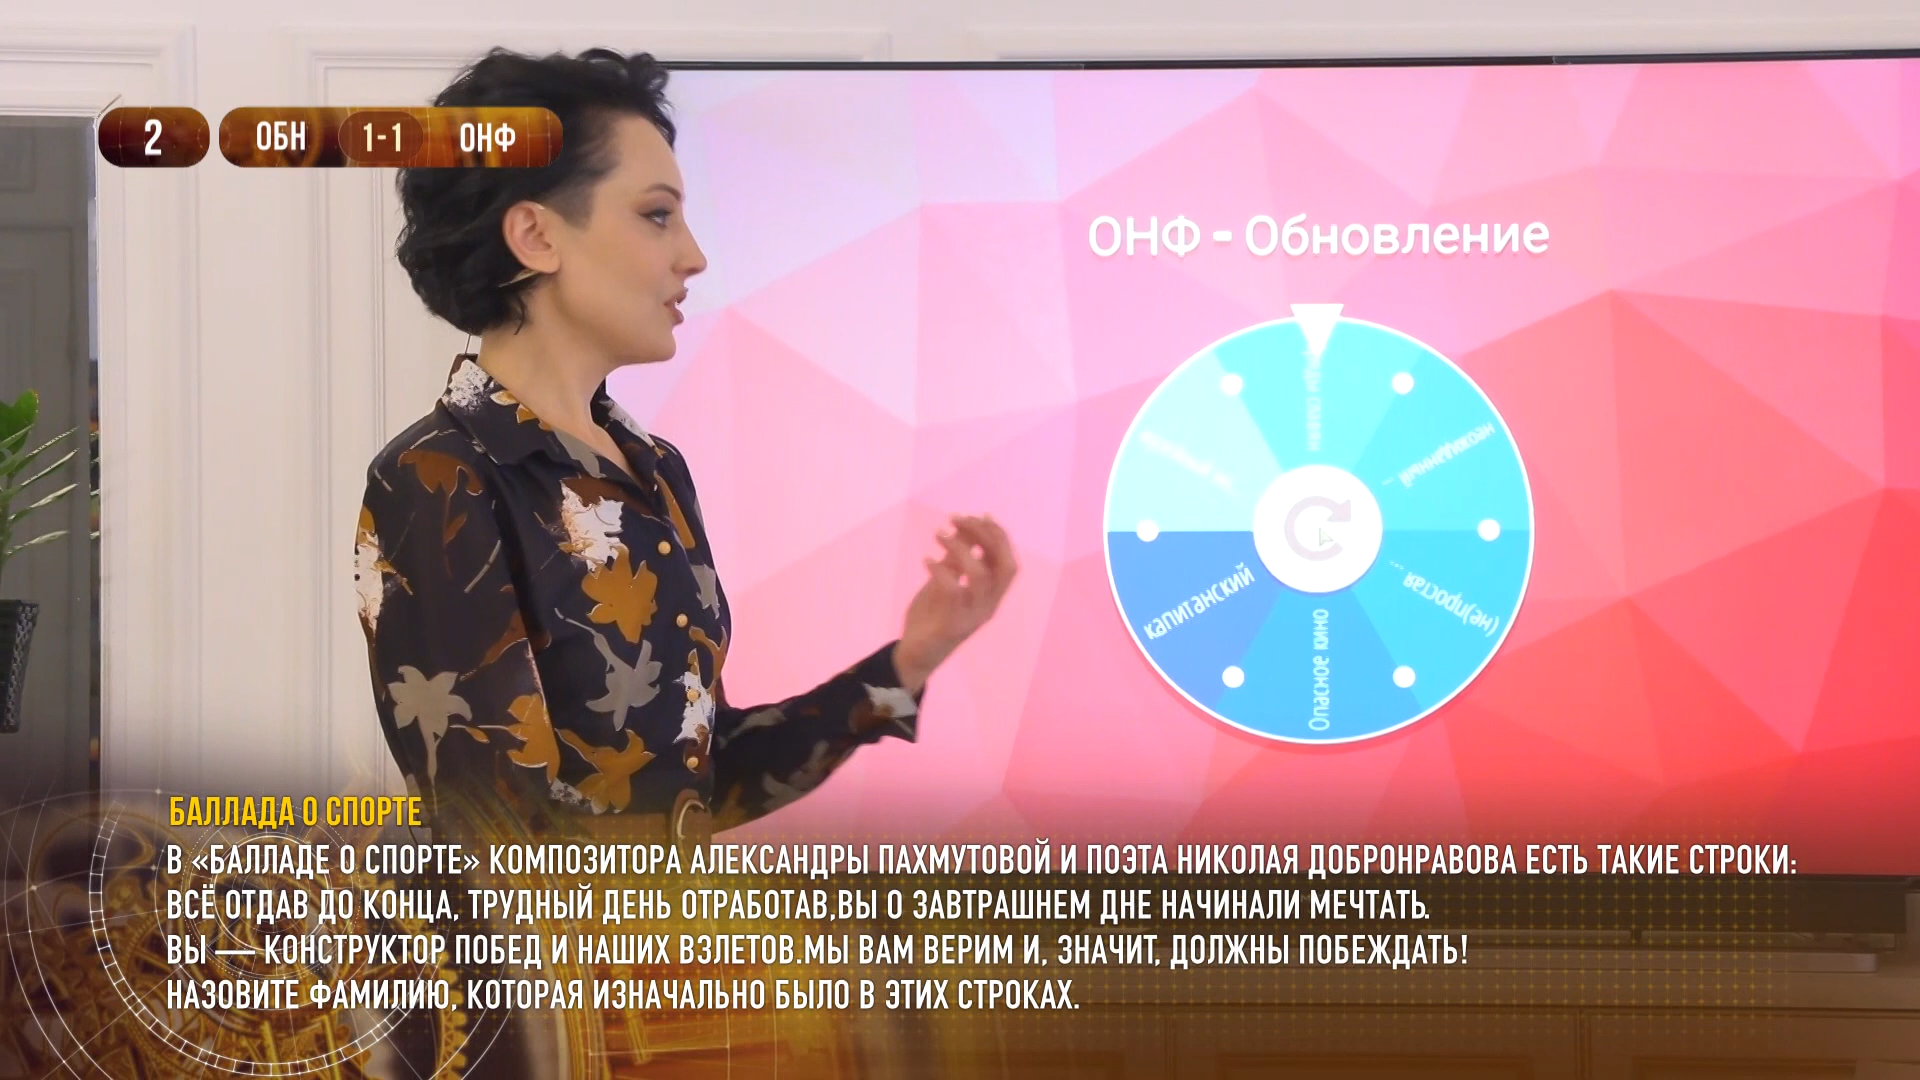 2 ОБН 1-1 ОНФ
ОНФ - Обновление
неожиданный ...
(не)простая ...
Опасное кино
капитанский
БАЛЛАДА О СПОРТЕ
В «БАЛЛАДЕ О СПОРТЕ» КОМПОЗИТОРА АЛЕКСАНДРЫ ПАХМУТОВОЙ И ПОЭТА НИКОЛАЯ ДОБРОНРАВОВА ЕСТЬ ТАКИЕ СТРОКИ:
ВСЁ ОТДАВ ДО КОНЦА, ТРУДНЫЙ ДЕНЬ ОТРАБОТАВ,ВЫ О ЗАВТРАШНЕМ ДНЕ НАЧИНАЛИ МЕЧТАТЬ.
ВЫ — КОНСТРУКТОР ПОБЕД И НАШИХ ВЗЛЕТОВ.МЫ ВАМ ВЕРИМ И, ЗНАЧИТ, ДОЛЖНЫ ПОБЕЖДАТЬ!
НАЗОВИТЕ ФАМИЛИЮ, КОТОРАЯ ИЗНАЧАЛЬНО БЫЛО В ЭТИХ СТРОКАХ.